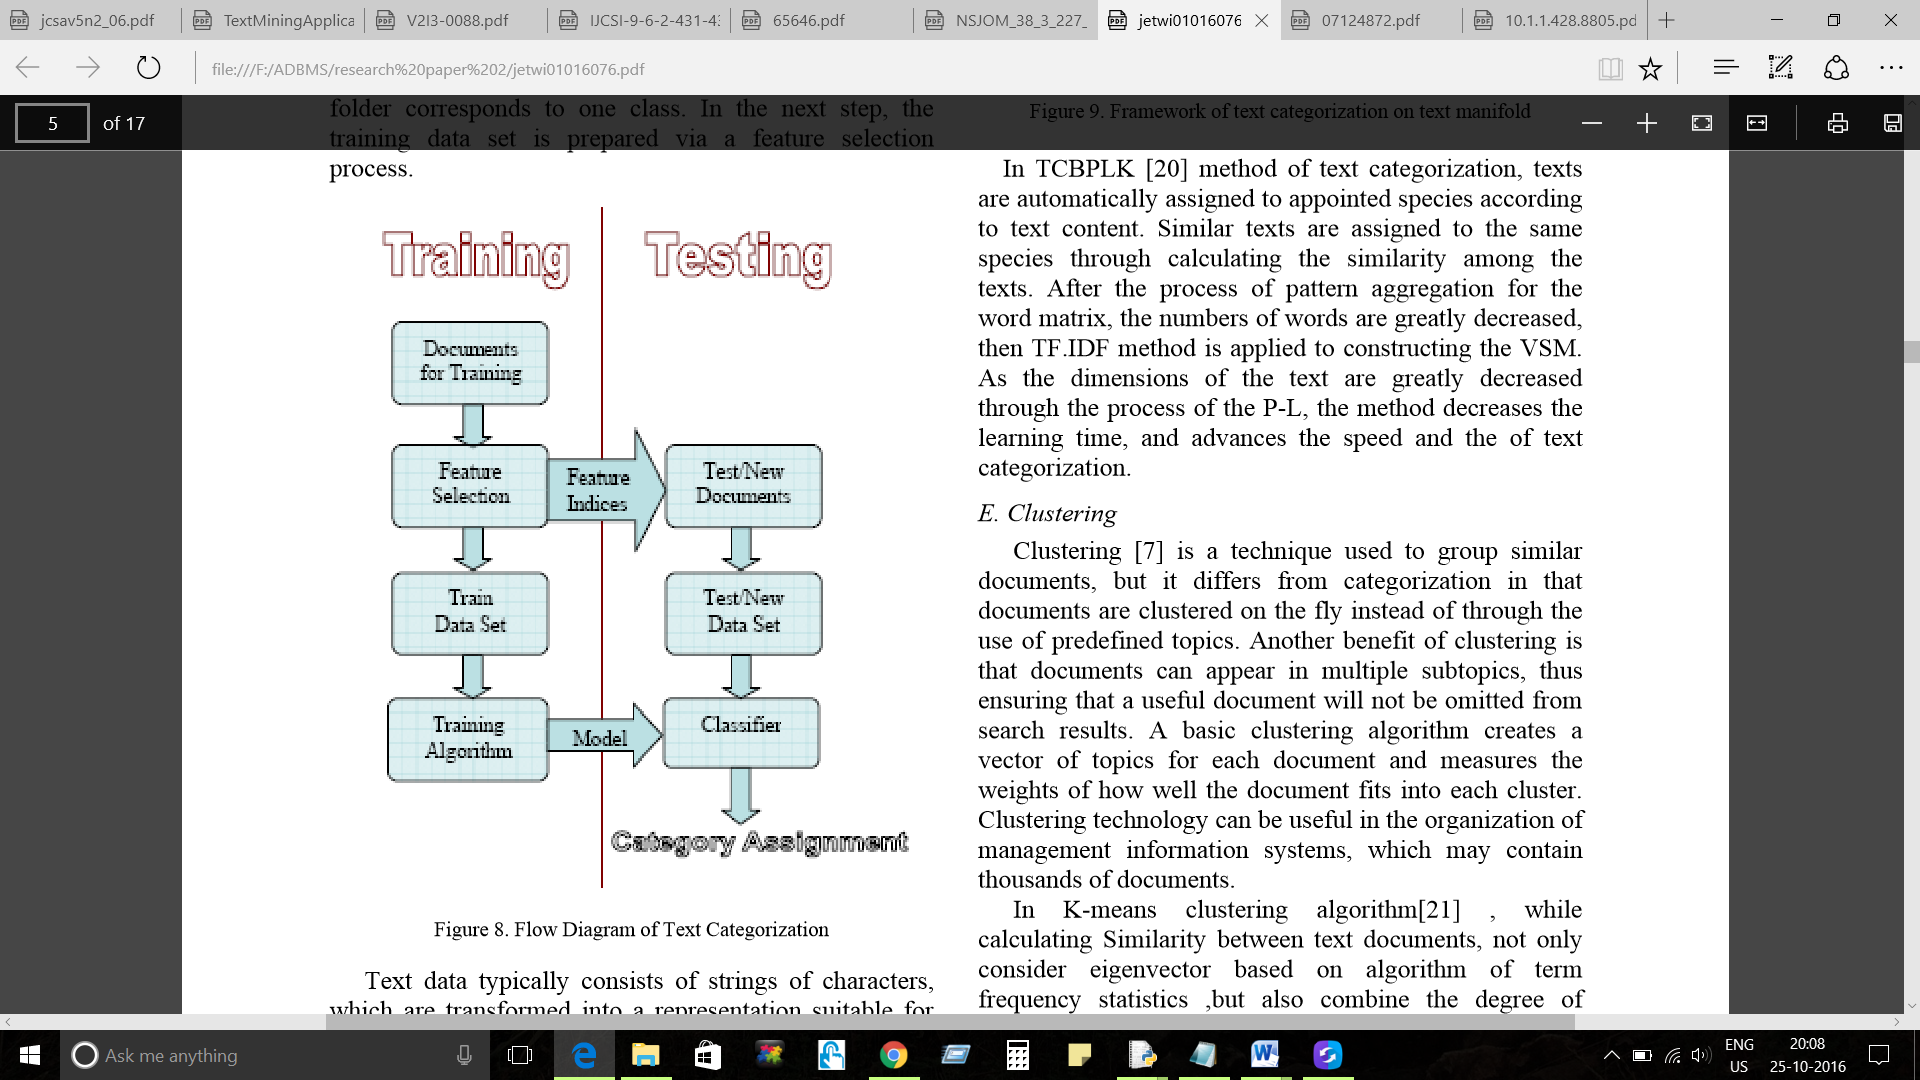 jcsav5n2_06.pdf
TextMiningApplica
V2I3-0088.pdf
IJCSI-9-6-2-431-43
65646.pdf
NSJOM_38_3_227_
jetwi01016076
07124872.pdf
10.1.1.428.8805.pd
file:///F:/ADBMS/research%20paper%202/jetwi01016076.pdf
5 of 17
folder corresponds to one class. In the next step, the
training data set is prepared via a feature selection
process.
Training
Testing
Documents
for Training
Feature
Selection
Feature
Indices
Test/New
Documents
Train
Data Set
Test/New
Data Set
Training
Algorithm
Model
Classifier
Category Assignment
Figure 8. Flow Diagram of Text Categorization
Text data typically consists of strings of characters,
which are transformed into a representation suitable for
Figure 9. Framework of text categorization on text manifold
In TCBPLK [20] method of text categorization, texts
are automatically assigned to appointed species according
to text content. Similar texts are assigned to the same
species through calculating the similarity among the
texts. After the process of pattern aggregation for the
word matrix, the numbers of words are greatly decreased,
then TF.IDF method is applied to constructing the VSM.
As the dimensions of the text are greatly decreased
through the process of the P-L, the method decreases the
learning time, and advances the speed and the of text
categorization.
E. Clustering
Clustering [7] is a technique used to group similar
documents, but it differs from categorization in that
documents are clustered on the fly instead of through the
use of predefined topics. Another benefit of clustering is
that documents can appear in multiple subtopics, thus
ensuring that a useful document will not be omitted from
search results. A basic clustering algorithm creates a
vector of topics for each document and measures the
weights of how well the document fits into each cluster.
Clustering technology can be useful in the organization of
management information systems, which may contain
thousands of documents.
In K-means clustering algorithm[21] , while
calculating Similarity between text documents, not only
consider eigenvector based on algorithm of term
frequency statistics ,but also combine the degree of
Ask me anything
ENG
US
20:08
25-10-2016